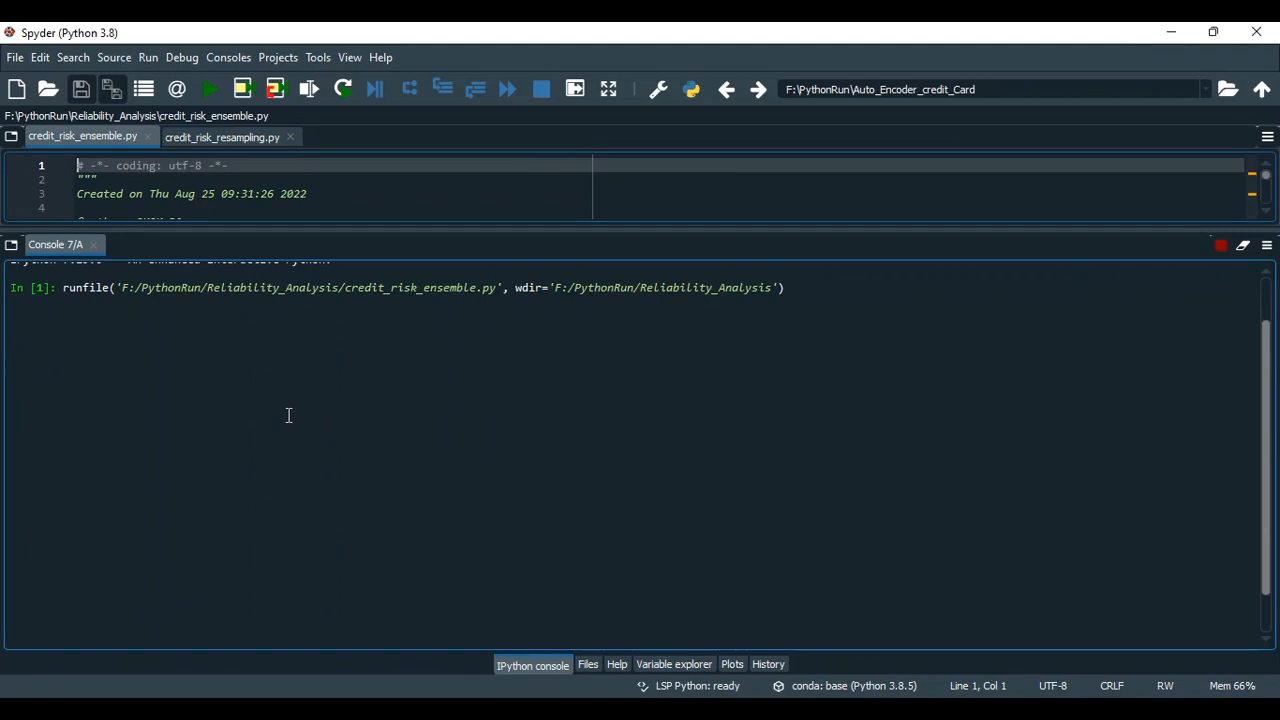 Spyder (Python 3.8)
File Edit Search Source Run Debug Consoles Projects Tools View Help
F:\PythonRun\Auto_Encoder_credit_Card
F:\PythonRun\Reliability_Analysis\credit_risk_ensemble.py
credit_risk_ensemble.py credit_risk_resampling.py
1 # -*- coding: utf-8 -*-
2 """
3 Created on Thu Aug 25 09:31:26 2022
4
Console 7/A
In [1]: runfile('F:/PythonRun/Reliability_Analysis/credit_risk_ensemble.py', wdir='F:/PythonRun/Reliability_Analysis')
IPython console Files Help Variable explorer Plots History
LSP Python: ready conda: base (Python 3.8.5) Line 1, Col 1 UTF-8 CRLF RW Mem 66%